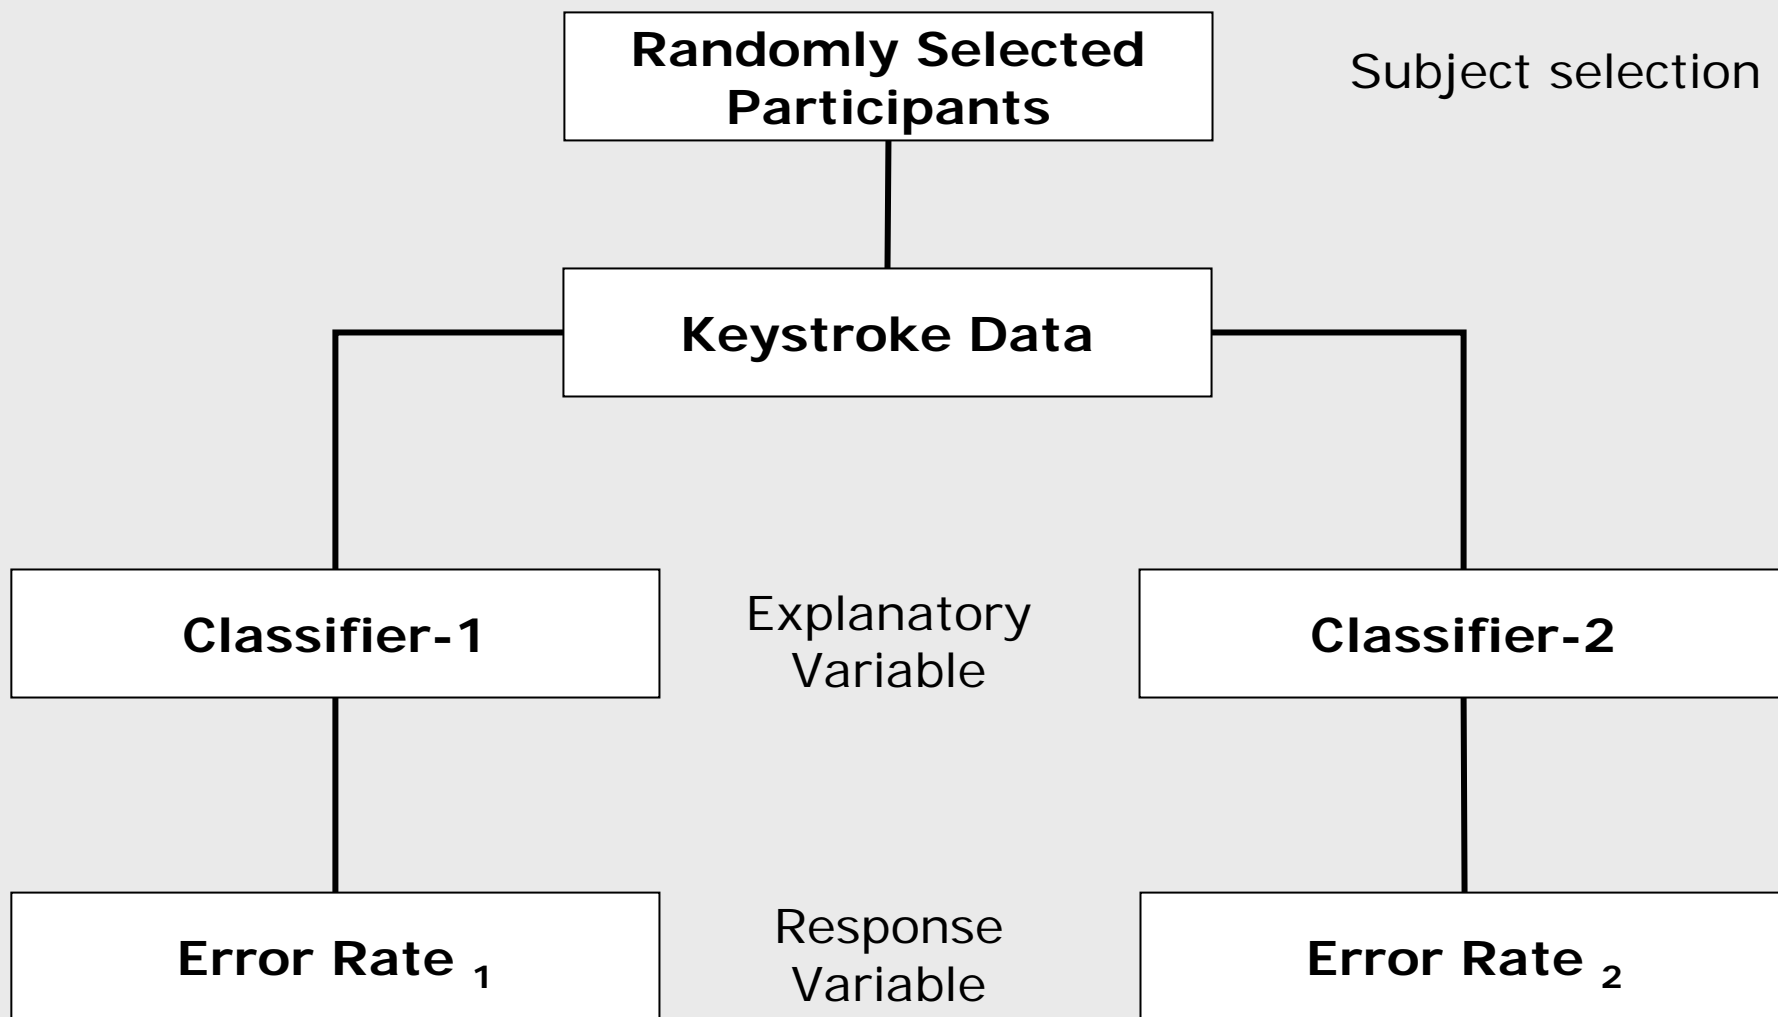 Randomly Selected
Participants
Subject selection
Keystroke Data
Classifier-1
Explanatory
Variable
Classifier-2
Error Rate 1
Response
Variable
Error Rate 2